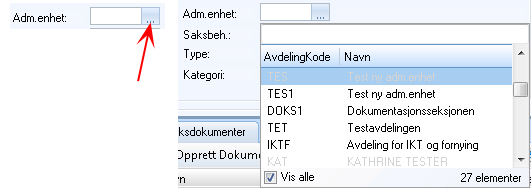 Adm.enhet:
...
Adm.enhet:
...
Saksbeh.:
Type:
Kategori:
AvdelingKode Navn
TES Test ny adm.enhet
TES1 Test ny adm.enhet
DOKS1 Dokumentasjonsseksjonen
TET Testavdelingen
IKTF Avdeling for IKT og fornying
KAT KATHRINE TESTER
Vis alle 27 elementer
ksdokumenter
Opprett Dokume
rn